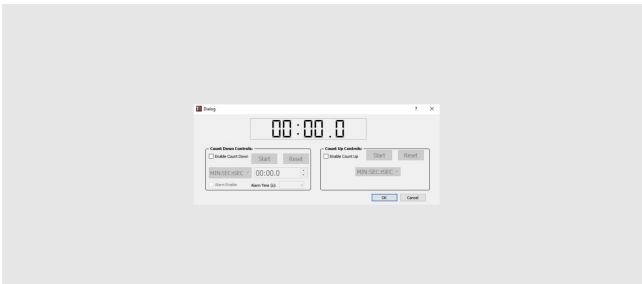 Dialog
00:00.0
Count Down Controls:
Enable Count Down
Start
Reset
MIN:SEC.tSEC
00:00.0
Alarm Enable
Alarm Time (s):
Count Up Controls:
Enable Count Up
Start
Reset
MIN:SEC.tSEC
OK
Cancel